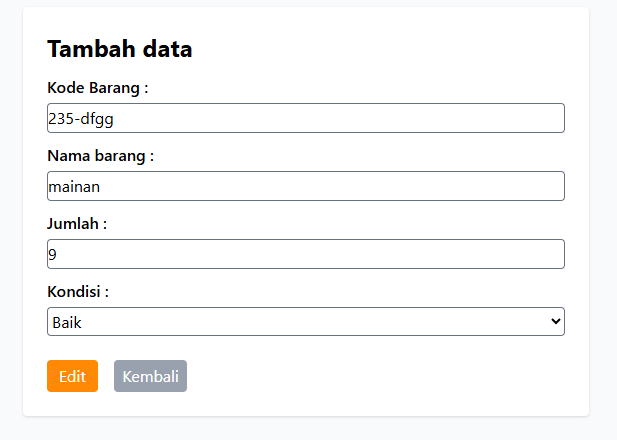 Tambah data
Kode Barang :
235-dfgg
Nama barang :
mainan
Jumlah :
9
Kondisi :
Baik
Edit Kembali